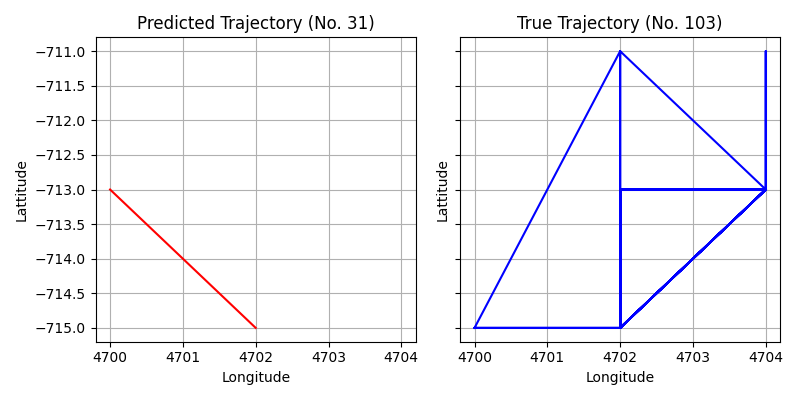 Predicted Trajectory (No. 31)
True Trajectory (No. 103)
−711.0
−711.5
−712.0
−712.5
−713.0
−713.5
−714.0
−714.5
−715.0
Lattitude
Lattitude
4700 4701 4702 4703 4704
4700 4701 4702 4703 4704
Longitude
Longitude